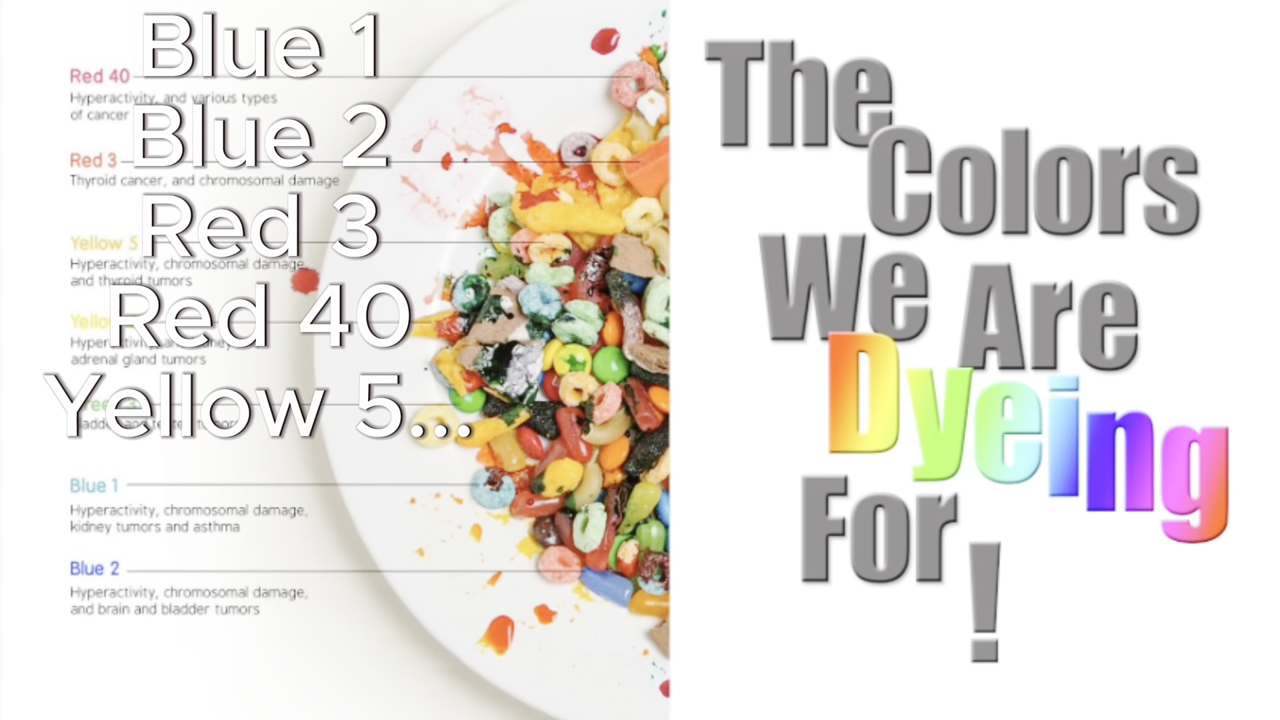 Blue 1
Blue 2
Red 3
Red 40
Yellow 5...
Red 40
Hyperactivity, and various types
of cancer
Red 3
Thyroid cancer, and chromosomal damage
Yellow 5
Hyperactivity, chromosomal damage,
and thyroid tumors
adrenal gland tumors
Blue 1
Hyperactivity, chromosomal damage,
kidney tumors and asthma
Blue 2
Hyperactivity, chromosomal damage,
and brain and bladder tumors
The
Colors
We Are
Dyeing
For
!